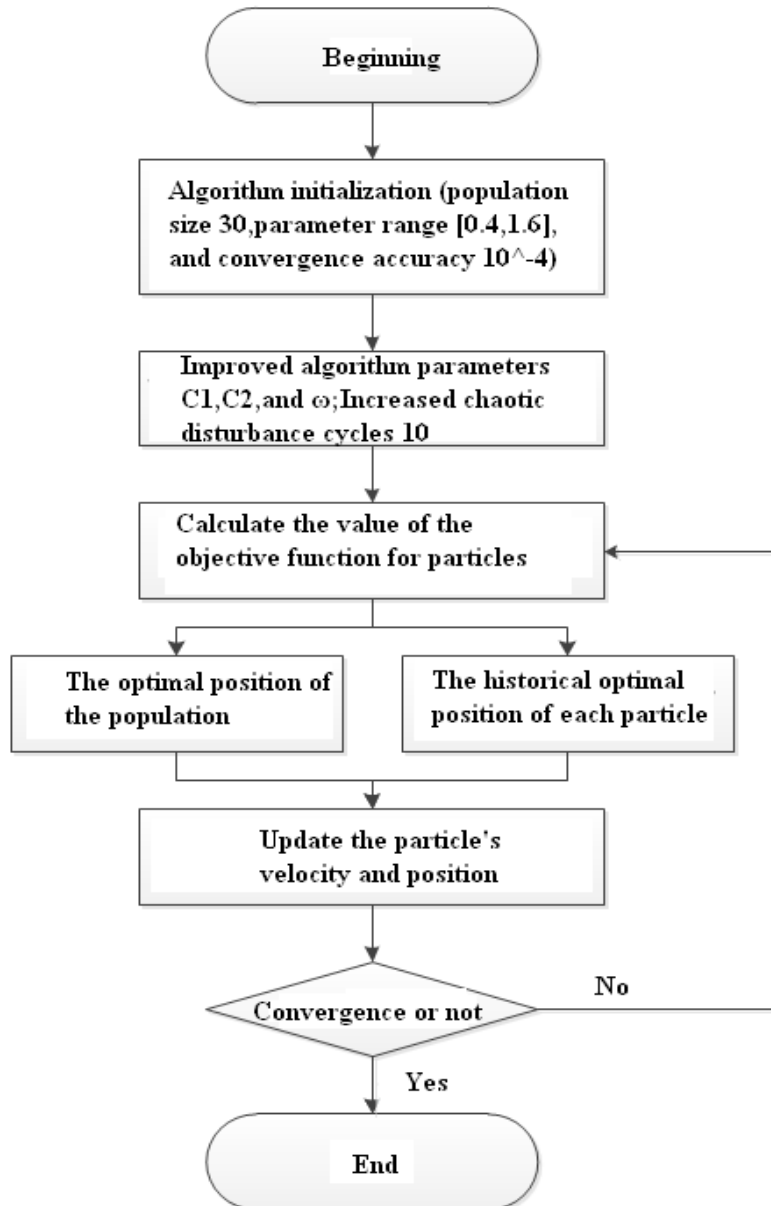 Beginning
Algorithm initialization (population
size 30,parameter range [0.4,1.6],
and convergence accuracy 10^-4)
Improved algorithm parameters
C1,C2,and ω;Increased chaotic
disturbance cycles 10
Calculate the value of the
objective function for particles
The optimal position of
the population
The historical optimal
position of each particle
Update the particle's
velocity and position
Convergence or not
No
Yes
End